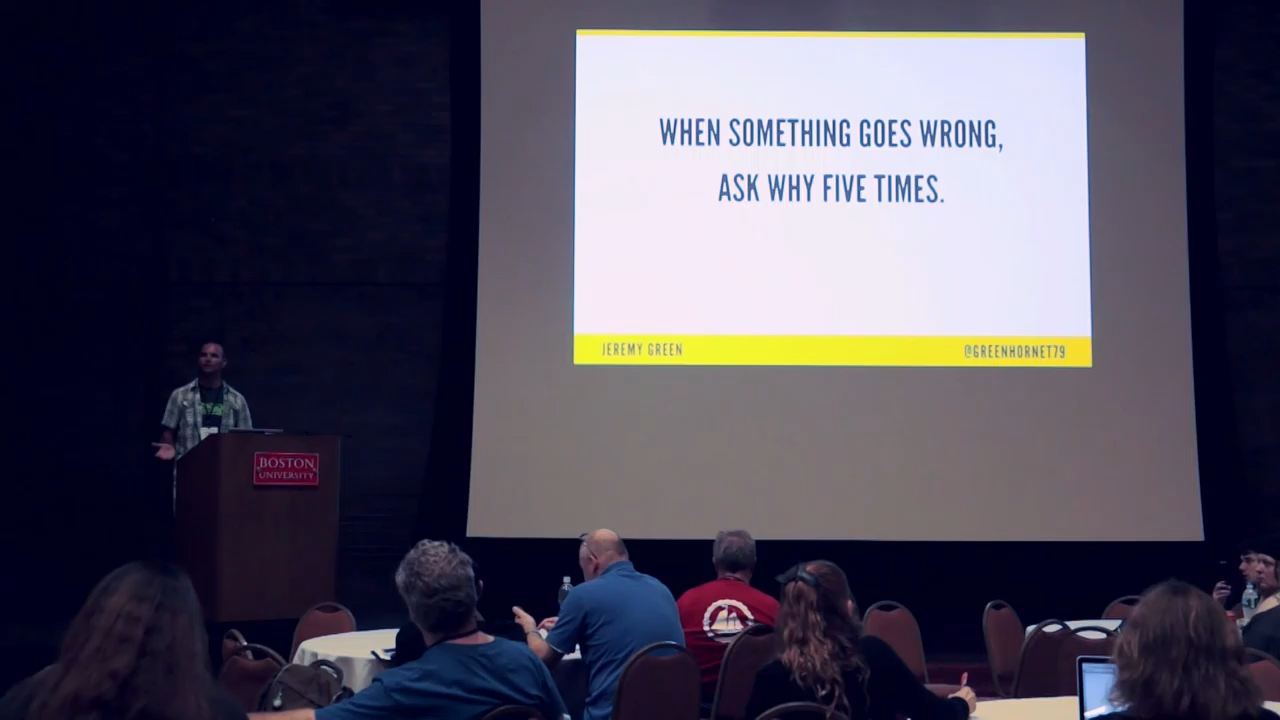 WHEN SOMETHING GOES WRONG,
ASK WHY FIVE TIMES.
JEREMY GREEN
@GREENHORNET79
BOSTON
UNIVERSITY